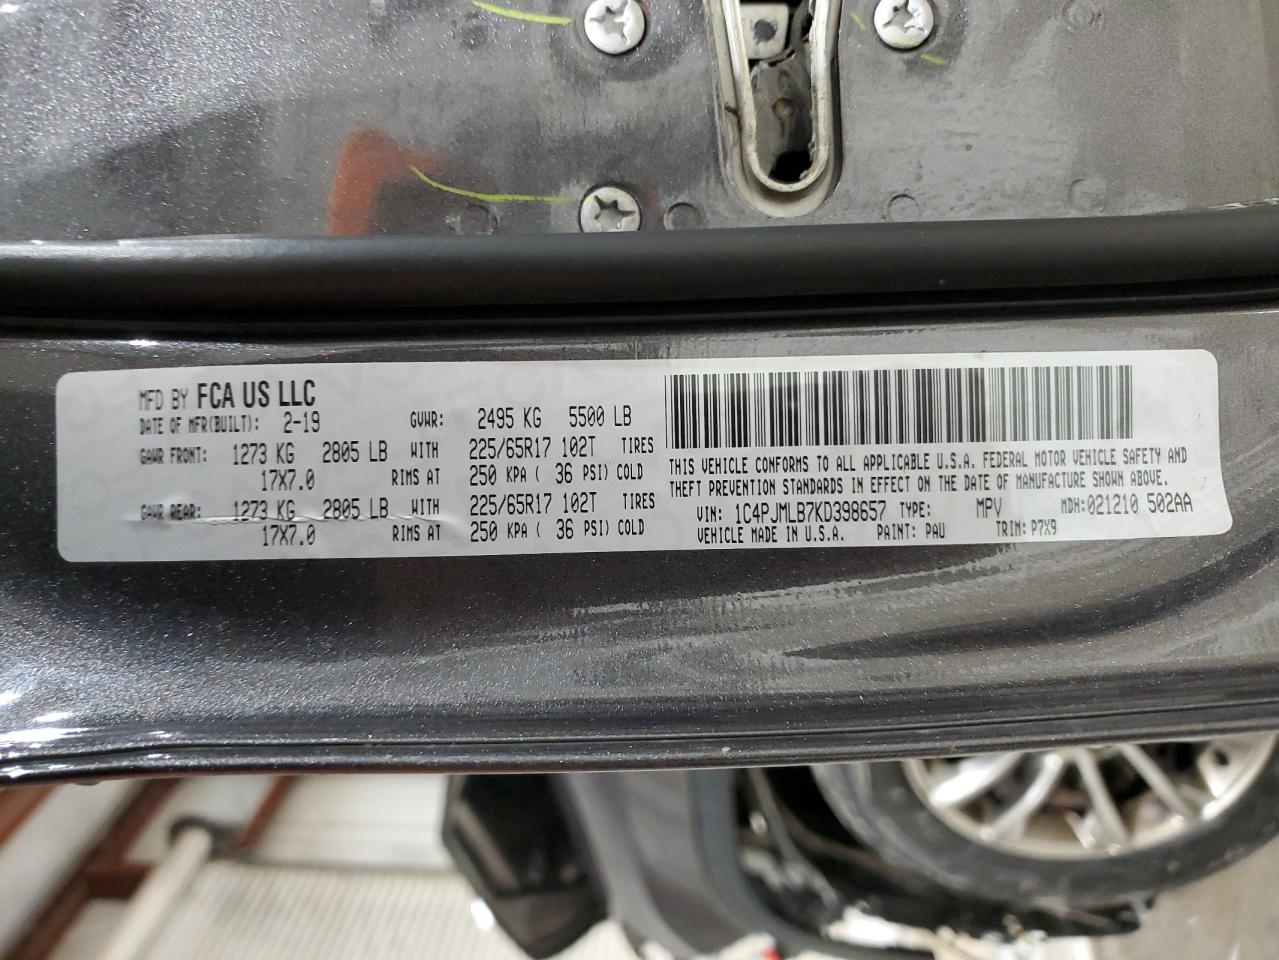 MFD BY FCA US LLC
DATE OF MFR(BUILT): 2-19 GVWR: 2495 KG 5500 LB
GAWR FRONT: 1273 KG 2805 LB WITH 225/65R17 102T TIRES
17X7.0 RIMS AT 250 KPA ( 36 PSI) COLD
GAWR REAR: 1273 KG 2805 LB WITH 225/65R17 102T TIRES
17X7.0 RIMS AT 250 KPA ( 36 PSI) COLD
THIS VEHICLE CONFORMS TO ALL APPLICABLE U.S.A. FEDERAL MOTOR VEHICLE SAFETY AND
THEFT PREVENTION STANDARDS IN EFFECT ON THE DATE OF MANUFACTURE SHOWN ABOVE.
VIN: 1C4PJMLB7KD398657 TYPE: MPV MDH:021210 502AA
VEHICLE MADE IN U.S.A. PAINT: PAU TRIM: P7X9